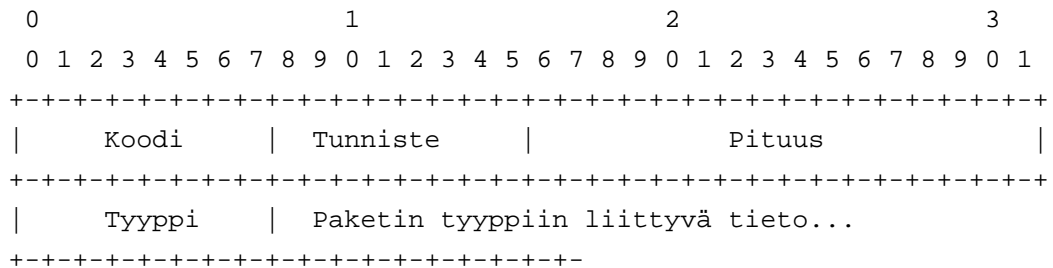 0                   1                   2                   3
0 1 2 3 4 5 6 7 8 9 0 1 2 3 4 5 6 7 8 9 0 1 2 3 4 5 6 7 8 9 0 1
+-+-+-+-+-+-+-+-+-+-+-+-+-+-+-+-+-+-+-+-+-+-+-+-+-+-+-+-+-+-+-+-+
|     Koodi     |  Tunniste     |            Pituus             |
+-+-+-+-+-+-+-+-+-+-+-+-+-+-+-+-+-+-+-+-+-+-+-+-+-+-+-+-+-+-+-+-+
|     Tyyppi    |  Paketin tyyppiin liittyvä tieto...
+-+-+-+-+-+-+-+-+-+-+-+-+-+-+-+-+-+-